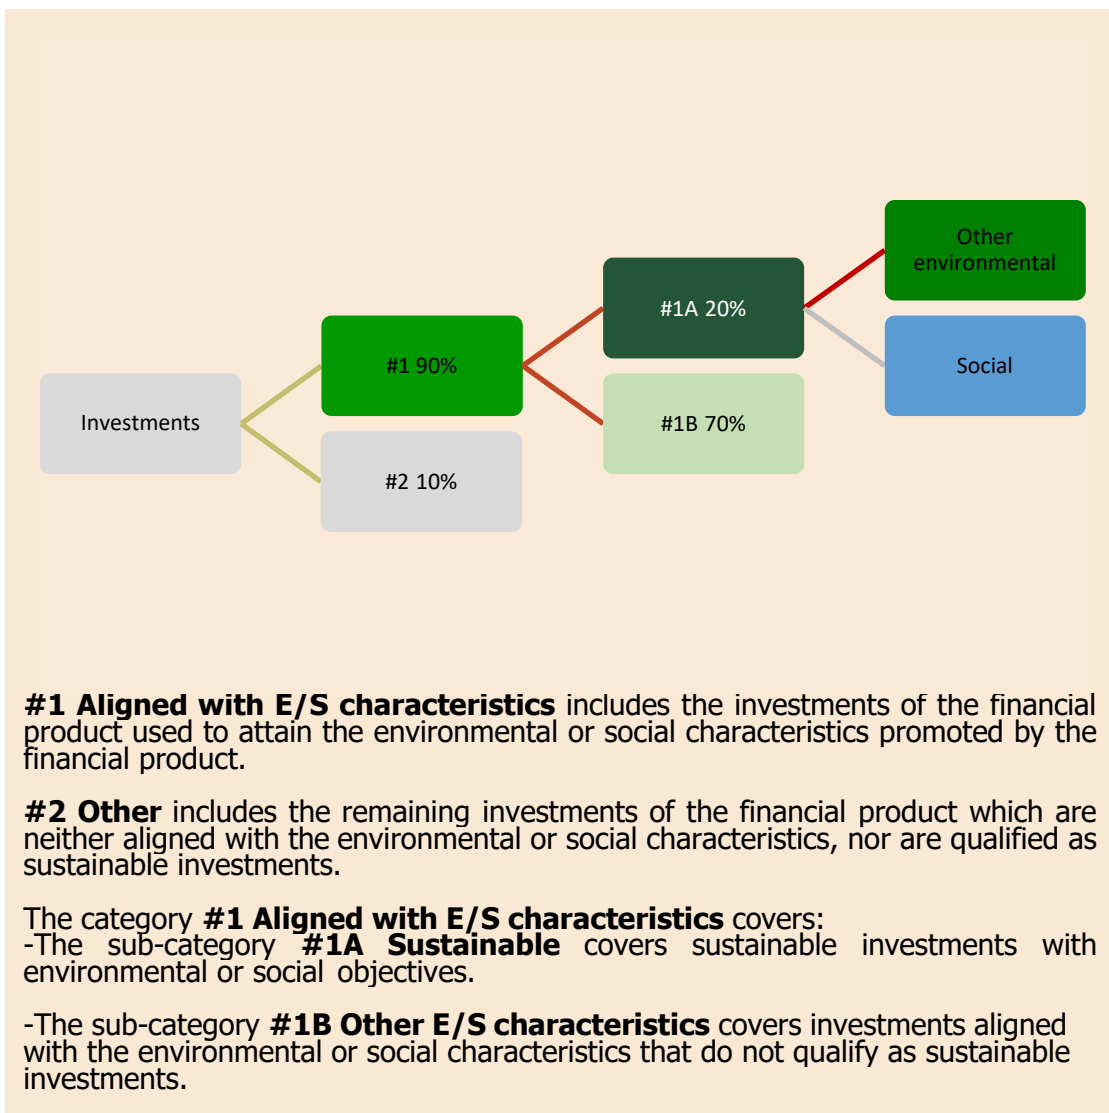 Other
environmental
#1A 20%
#1 90%
Social
Investments
#1B 70%
#2 10%
#1 Aligned with E/S characteristics includes the investments of the financial
product used to attain the environmental or social characteristics promoted by the
financial product.
#2 Other includes the remaining investments of the financial product which are
neither aligned with the environmental or social characteristics, nor are qualified as
sustainable investments.
The category #1 Aligned with E/S characteristics covers:
-The sub-category #1A Sustainable covers sustainable investments with
environmental or social objectives.
-The sub-category #1B Other E/S characteristics covers investments aligned
with the environmental or social characteristics that do not qualify as sustainable
investments.